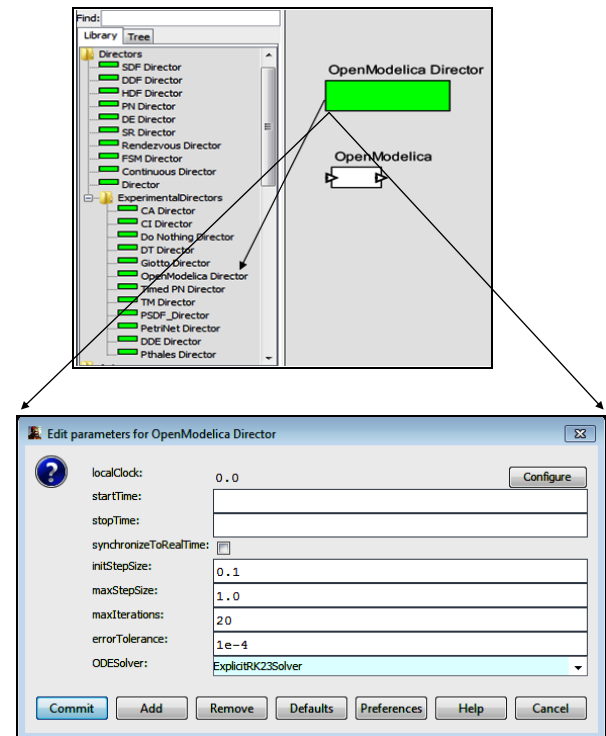 Find:
Library Tree
Directors
SDF Director
DDF Director
HDF Director
PN Director
DE Director
SR Director
Rendezvous Director
FSM Director
Continuous Director
Director
ExperimentalDirectors
CA Director
CI Director
Do Nothing Director
DT Director
Giotto Director
OpenModelica Director
Timed PN Director
TM Director
PSDF_Director
PetriNet Director
DDE Director
Pthales Director
OpenModelica Director
OpenModelica
Edit parameters for OpenModelica Director
localClock: 0.0 Configure
startTime:
stopTime:
synchronizeToRealTime:
initStepSize: 0.1
maxStepSize: 1.0
maxIterations: 20
errorTolerance: 1e-4
ODESolver: ExplicitRK23Solver
Commit Add Remove Defaults Preferences Help Cancel